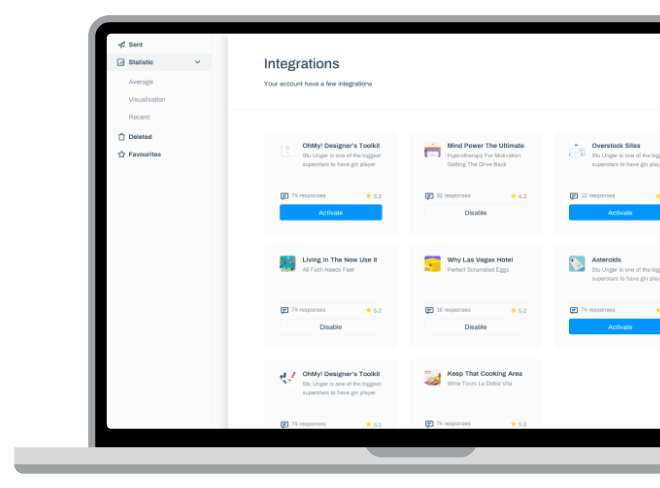 Sent
Statistic
Average
Visualisation
Recent
Deleted
Favourites
Integrations
Your account have a few integrations
OhMy! Designer's Toolkit
Stu Unger is one of the biggest
superstars to have gin player
74 responses 5.2
Activate
Mind Power The Ultimate
Hypnotherapy For Motivation
Getting The Drive Back
32 responses 4.3
Disable
Overstock Sites
Stu Unger is one of the big
superstars to have gin play
12 responses
Activate
Living In The Now Use It
All Fath Needs Feet
74 responses 5.2
Disable
Why Las Vegas Hotel
Perfect Scrambled Eggs
16 responses 5.2
Disable
Asteroids
Stu Unger is one of the big
superstars to have gin play
74 responses
Activate
OhMy! Designer's Toolkit
Stu Unger is one of the biggest
superstars to have gin player
74 responses 5.2
Keep That Cooking Area
Wine Tours La Dolce Vita
74 responses 5.2